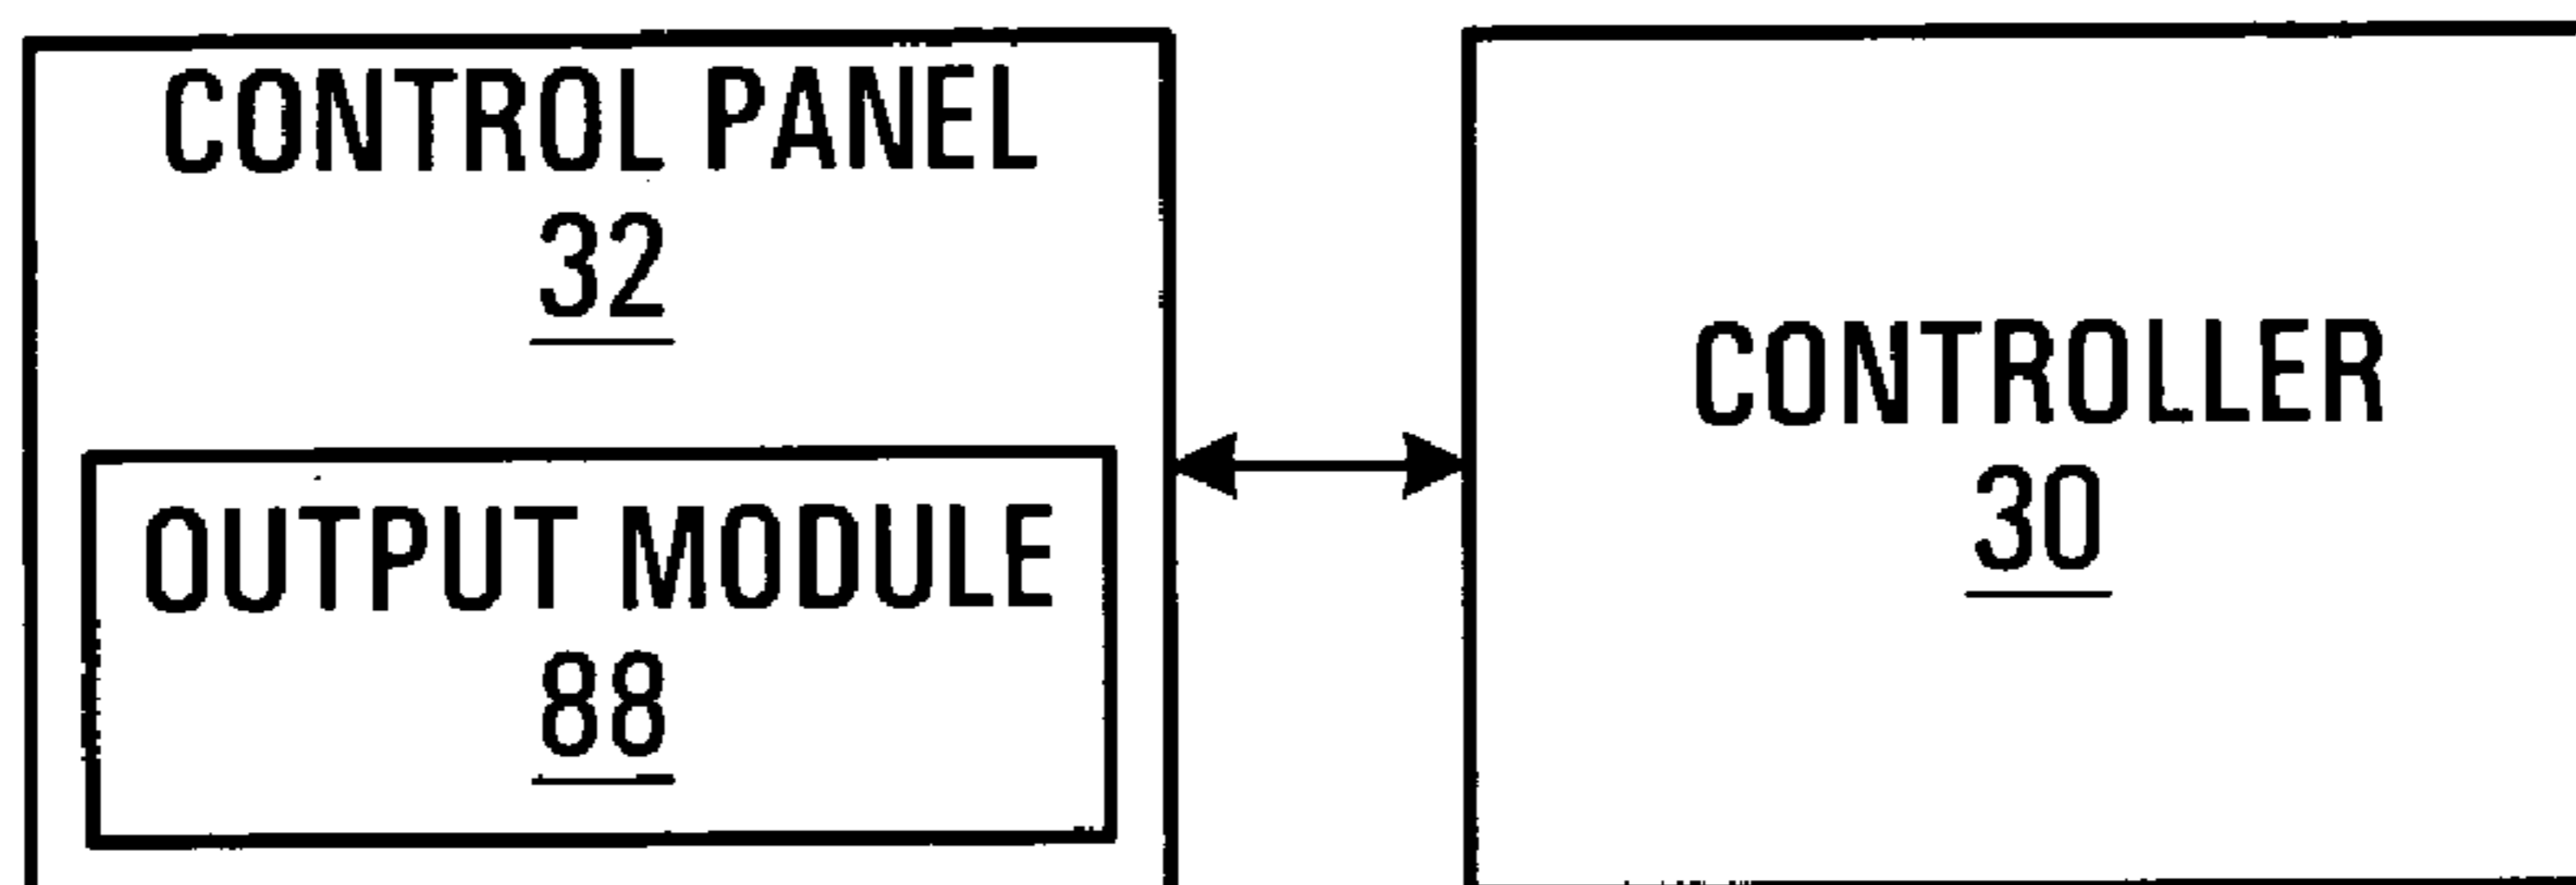 CONTROL PANEL
32
OUTPUT MODULE
88
CONTROLLER
30